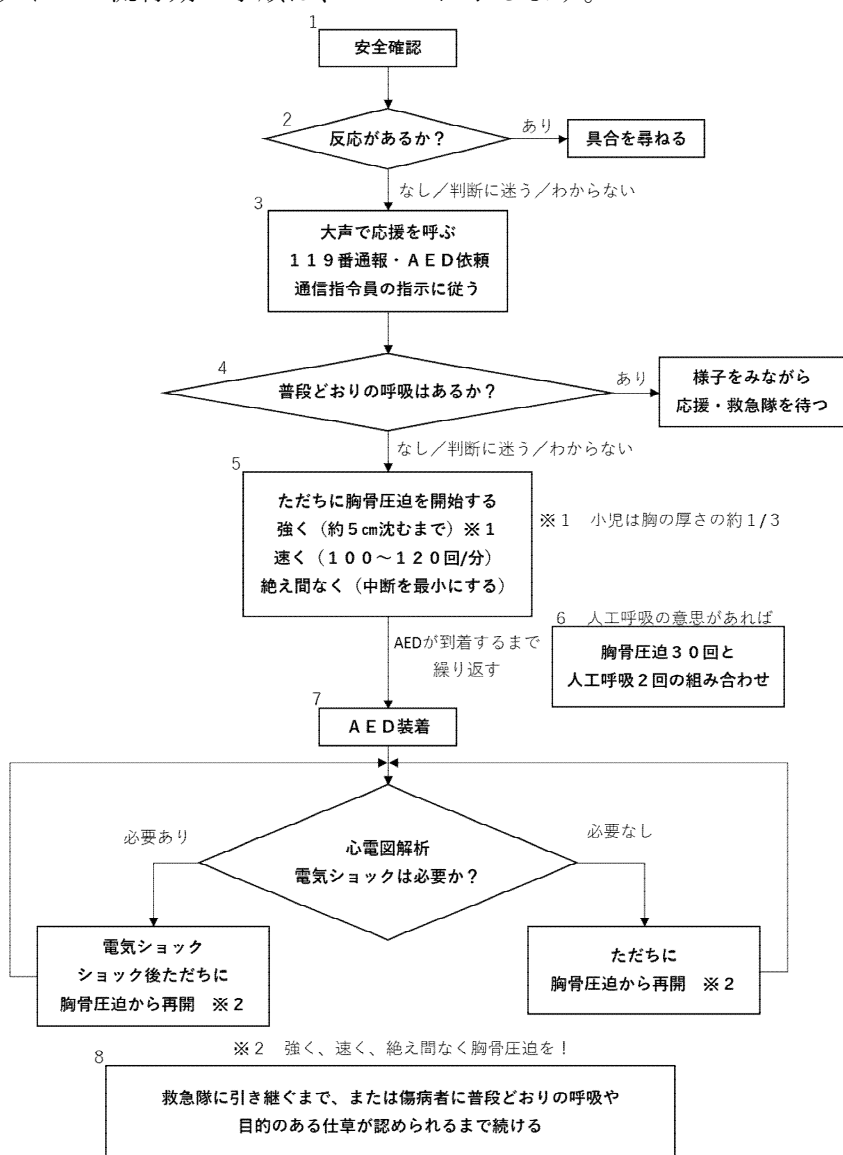 1
安全確認
2
反応があるか？
あり
具合を尋ねる
なし／判断に迷う／わからない
3
大声で応援を呼ぶ
１１９番通報・ＡＥＤ依頼
通信指令員の指示に従う
4
普段どおりの呼吸はあるか？
あり
様子をみながら
応援・救急隊を待つ
なし／判断に迷う／わからない
5
ただちに胸骨圧迫を開始する
強く（約５㎝沈むまで）※１
速く（１００～１２０回/分）
絶え間なく（中断を最小にする）
※１　小児は胸の厚さの約１/３
6　人工呼吸の意思があれば
胸骨圧迫３０回と
人工呼吸２回の組み合わせ
AEDが到着するまで
繰り返す
7
ＡＥＤ装着
心電図解析
電気ショックは必要か？
必要あり
必要なし
電気ショック
ショック後ただちに
胸骨圧迫から再開　※２
ただちに
胸骨圧迫から再開　※２
※２　強く、速く、絶え間なく胸骨圧迫を！
8
救急隊に引き継ぐまで、または傷病者に普段どおりの呼吸や
目的のある仕草が認められるまで続ける